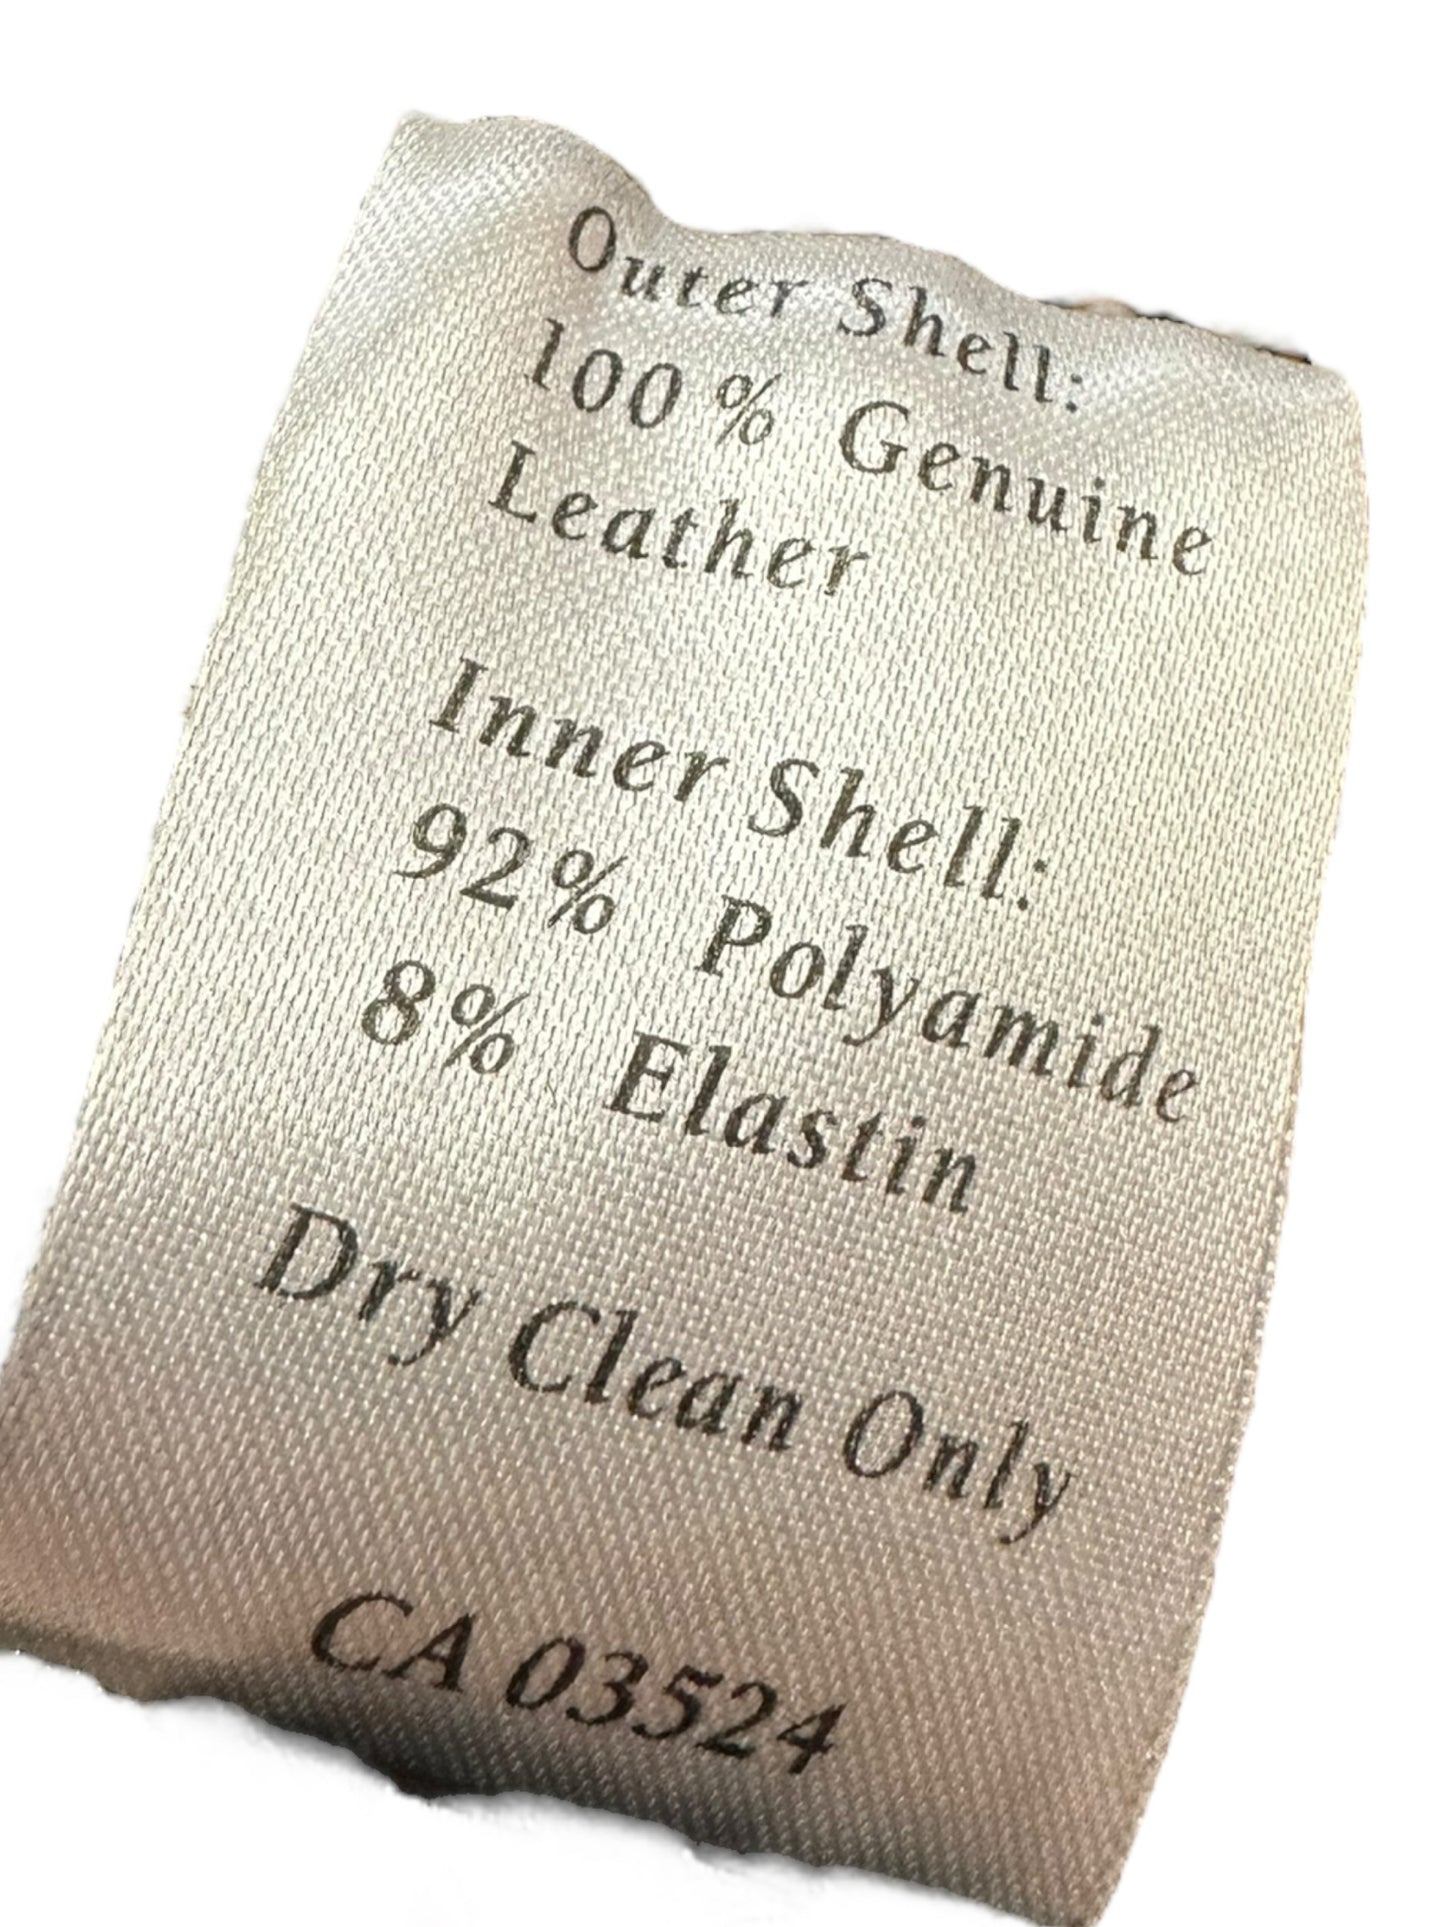 Outer Shell:
100% Genuine
Leather
Inner Shell:
92% Polyamide
8% Elastin
Dry Clean Only
CA 03524